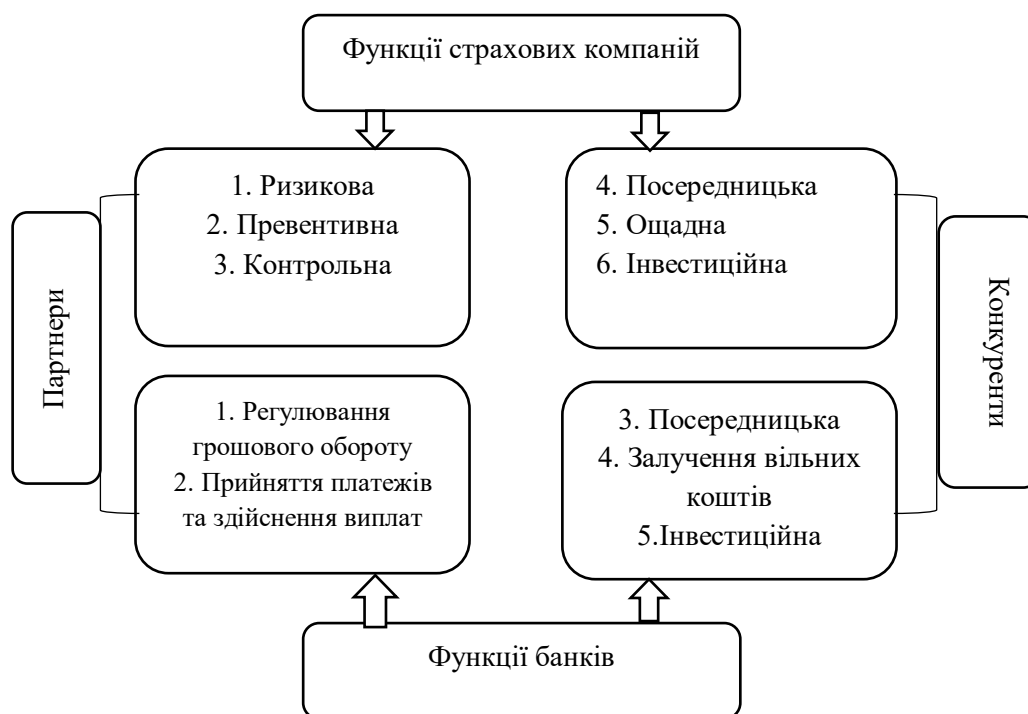 Функції страхових компаній
1. Ризикова
2. Превентивна
3. Контрольна
4. Посередницька
5. Ощадна
6. Інвестиційна
Партнери
Конкуренти
1. Регулювання
грошового обороту
2. Прийняття платежів
та здійснення виплат
3. Посередницька
4. Залучення вільних
коштів
5.Інвестиційна
Функції банків